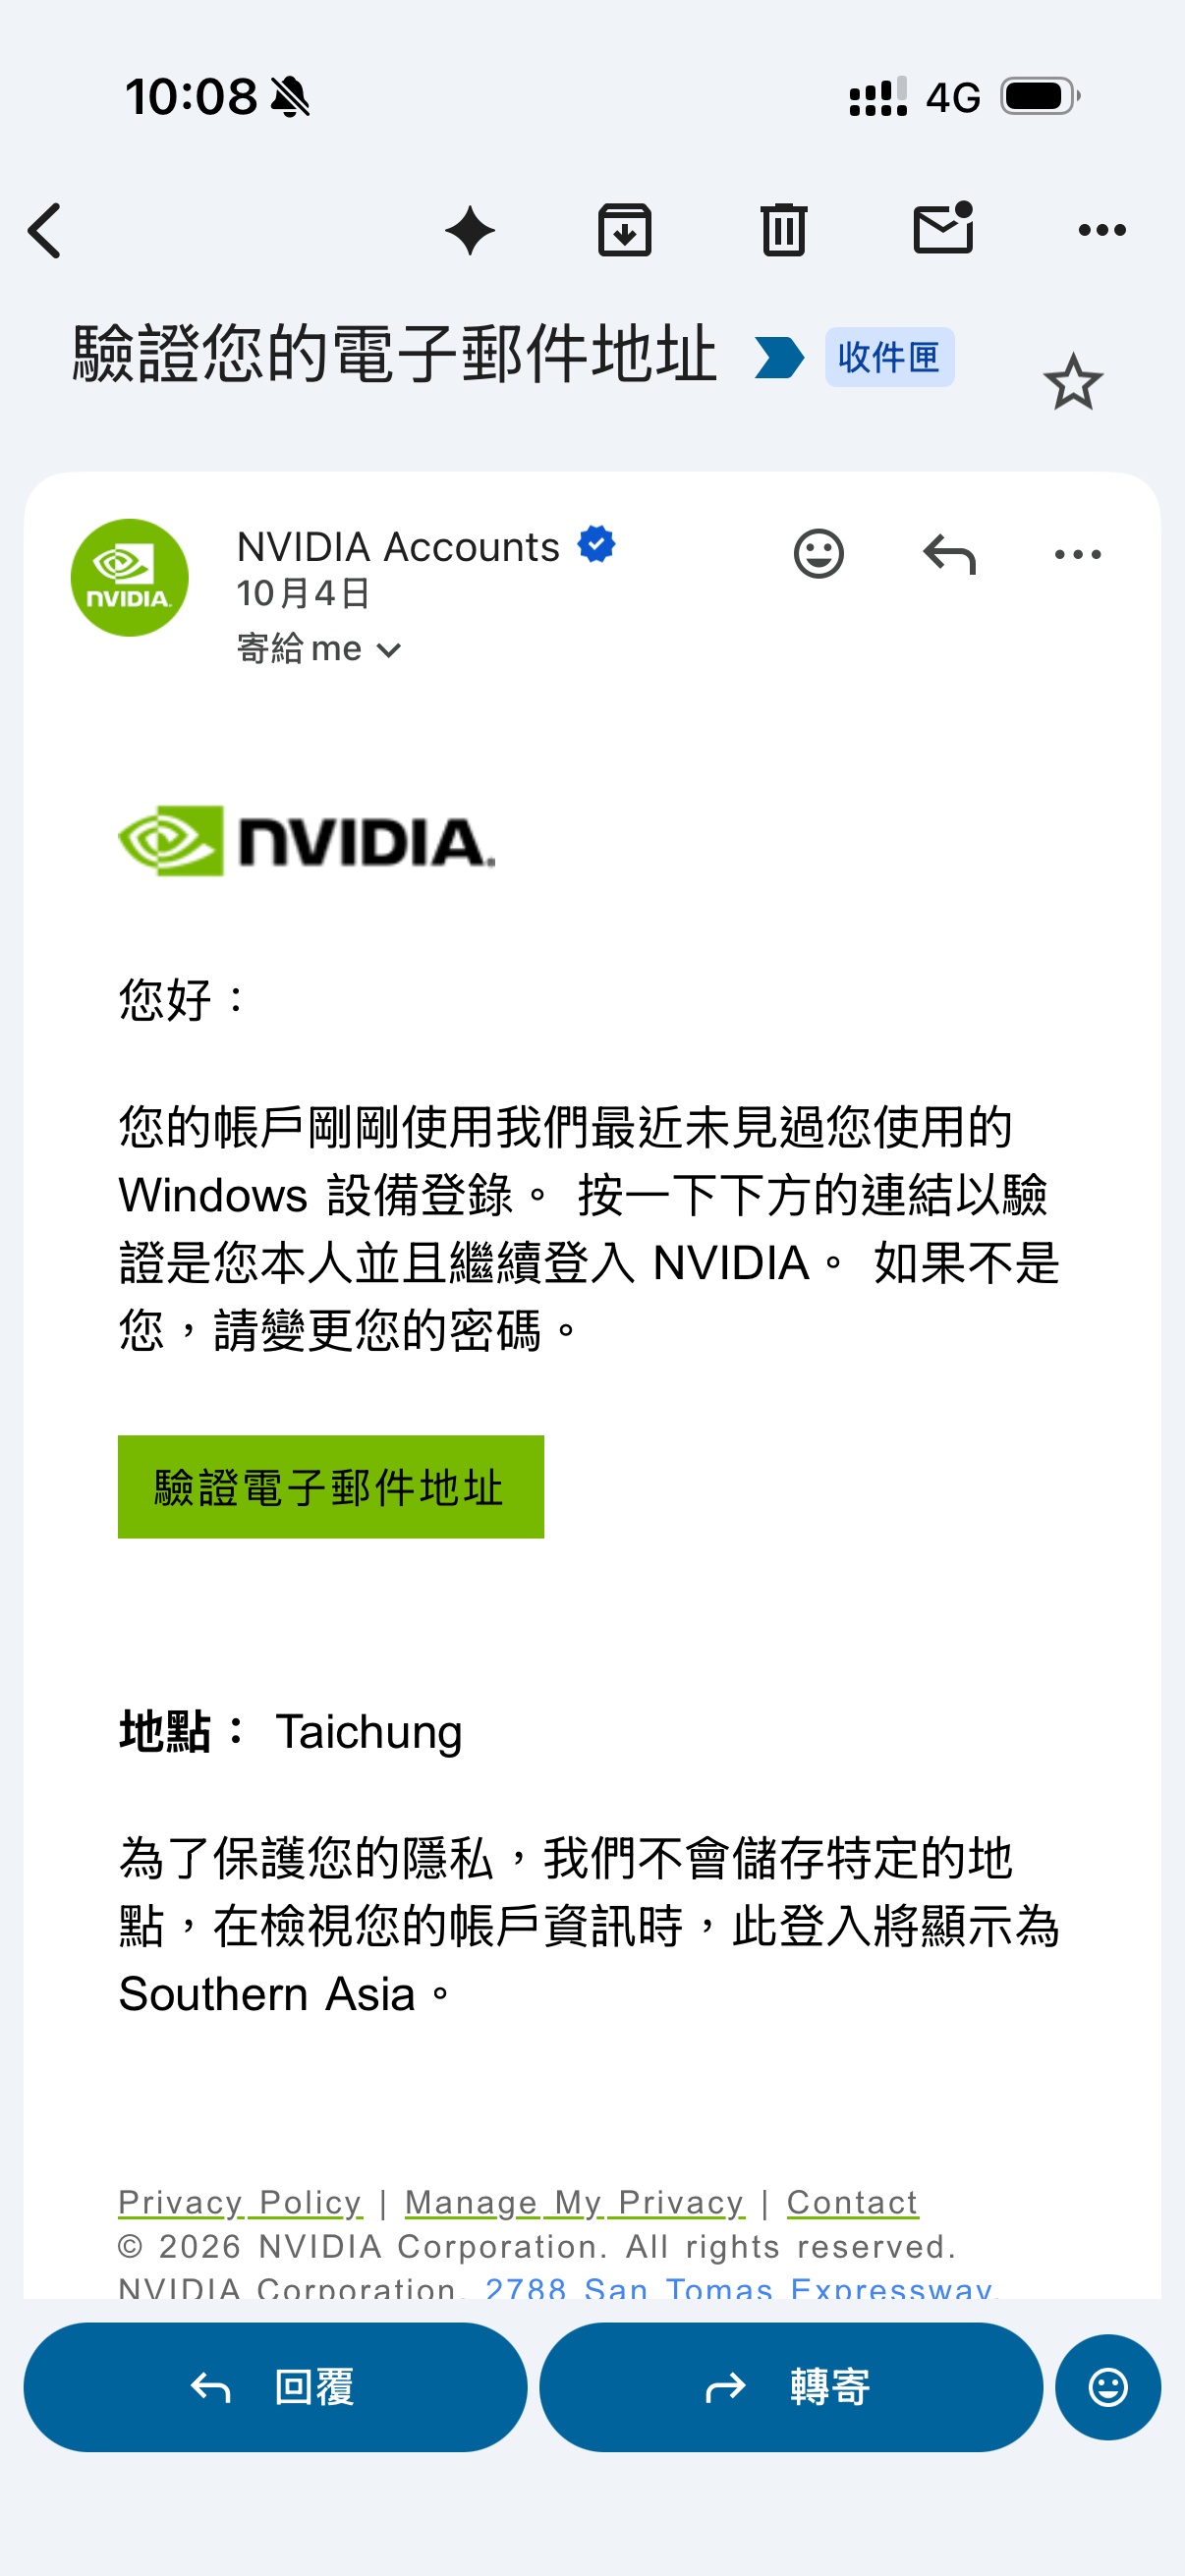 10:08
4G
驗證您的電子郵件地址
收件匣
NVIDIA Accounts
10月4日
寄給 me
NVIDIA.
NVIDIA.
您好：
您的帳戶剛剛使用我們最近未見過您使用的
Windows 設備登錄。 按一下下方的連結以驗
證是您本人並且繼續登入 NVIDIA。 如果不是
您，請變更您的密碼。
驗證電子郵件地址
地點： Taichung
為了保護您的隱私，我們不會儲存特定的地
點，在檢視您的帳戶資訊時，此登入將顯示為
Southern Asia。
Privacy Policy | Manage My Privacy | Contact
© 2026 NVIDIA Corporation. All rights reserved.
NVIDIA Corporation, 2788 San Tomas Expressway,
回覆
轉寄